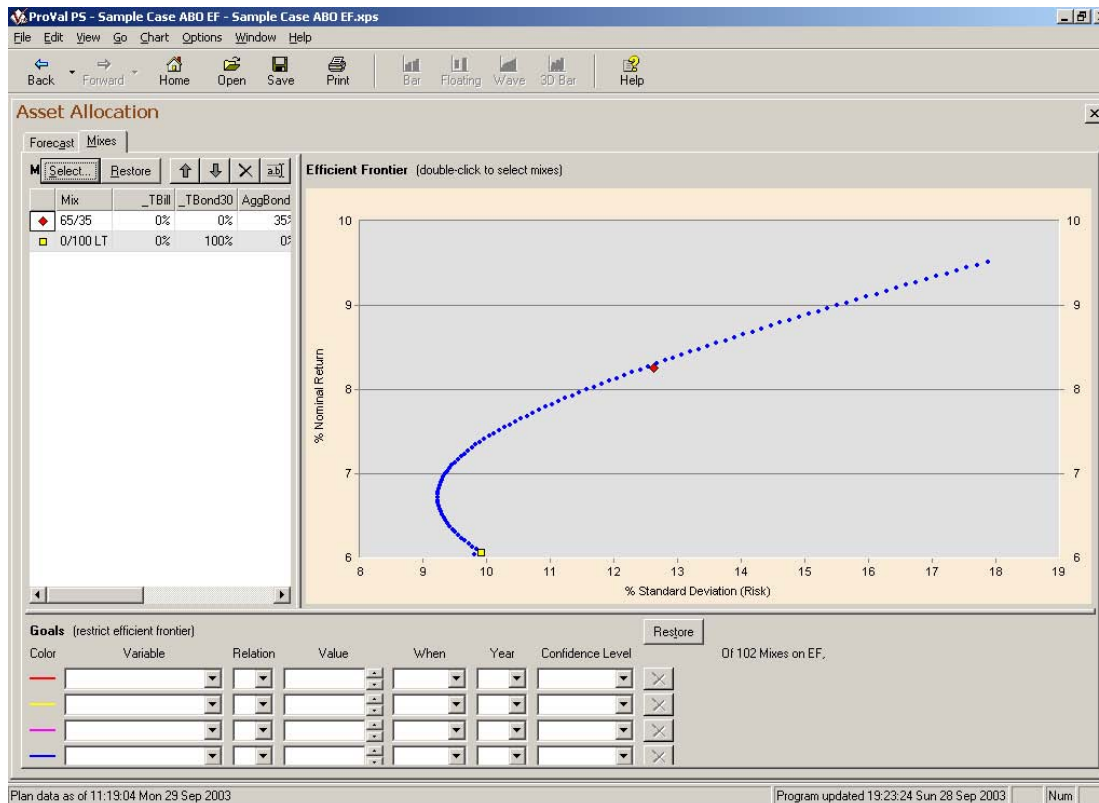 ProVal PS - Sample Case ABO EF - Sample Case ABO EF.xps
File Edit View Go Chart Options Window Help
Back Forward Home Open Save Print Bar Floating Wave 3D Bar Help
Asset Allocation
Forecast Mixes
M Select... Restore a.b
Efficient Frontier (double-click to select mixes)
Mix _TBill _TBond30 AggBond
65/35 0% 0% 35%
0/100 LT 0% 100% 0%
10 10
9 9
8 8
7 7
6 6
% Nominal Return
8 9 10 11 12 13 14 15 16 17 18 19
% Standard Deviation (Risk)
Goals (restrict efficient frontier) Restore
Color Variable Relation Value When Year Confidence Level Of 102 Mixes on EF,
Plan data as of 11:19:04 Mon 29 Sep 2003 Program updated 19:23:24 Sun 28 Sep 2003 Num